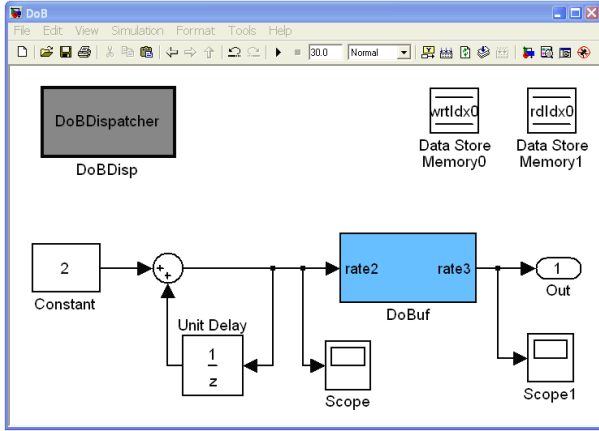 DoB
File Edit View Simulation Format Tools Help
30.0 Normal
DoBDispatcher
DoBDisp
wrtIdx0
rdIdx0
Data Store
Memory0
Data Store
Memory1
2
Constant
++
Unit Delay
1
z
rate2
rate3
DoBuf
1
Out
Scope
Scope1